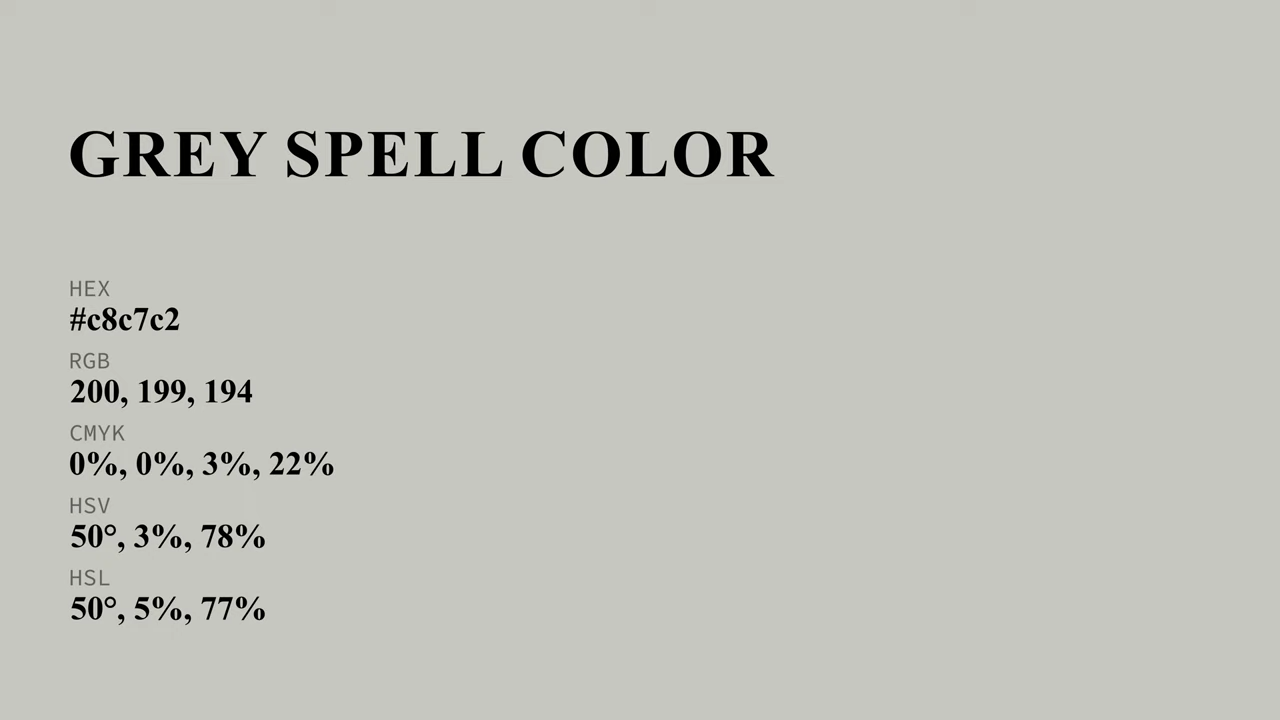 GREY SPELL COLOR
HEX
#c8c7c2
RGB
200, 199, 194
CMYK
0%, 0%, 3%, 22%
HSV
50°, 3%, 78%
HSL
50°, 5%, 77%